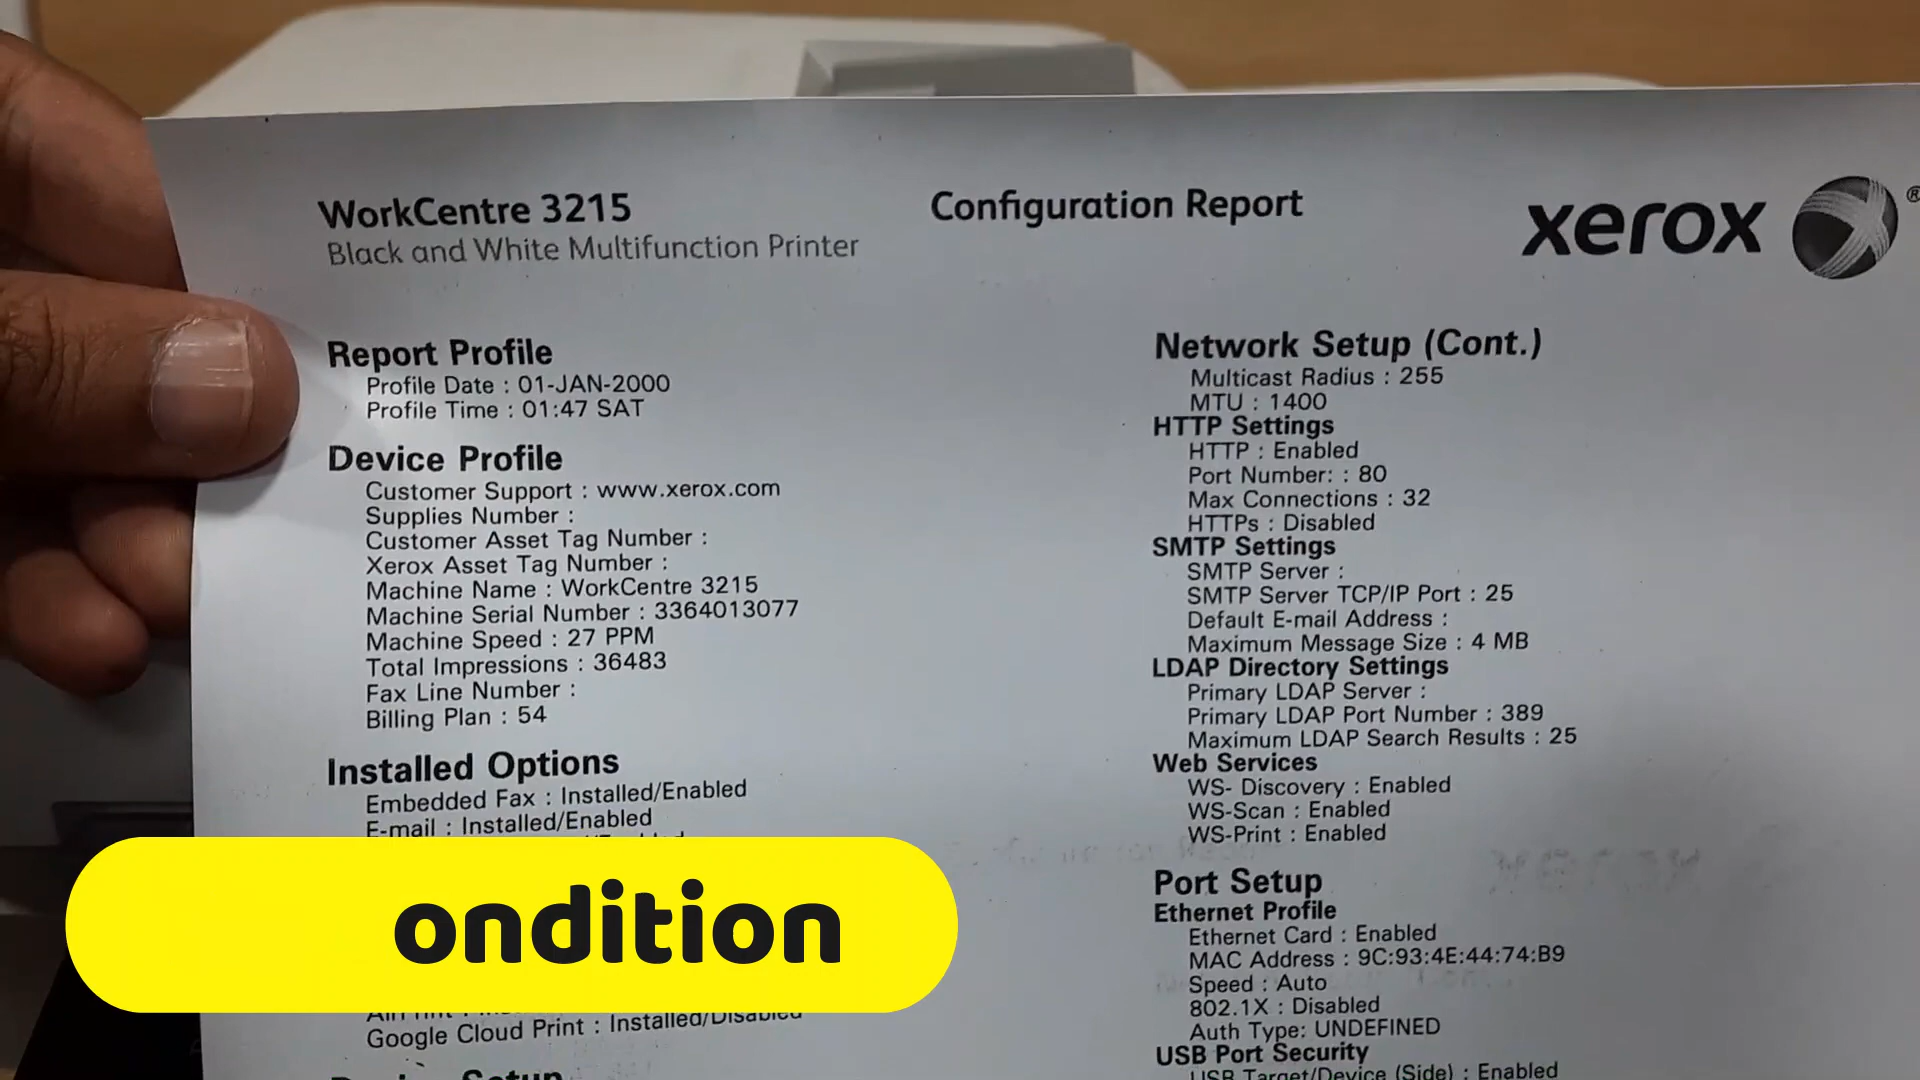 WorkCentre 3215
Black and White Multifunction Printer
Configuration Report
xerox ®
Report Profile
Profile Date : 01-JAN-2000
Profile Time : 01:47 SAT
Device Profile
Customer Support : www.xerox.com
Supplies Number :
Customer Asset Tag Number :
Xerox Asset Tag Number :
Machine Name : WorkCentre 3215
Machine Serial Number : 3364013077
Machine Speed : 27 PPM
Total Impressions : 36483
Fax Line Number :
Billing Plan : 54
Installed Options
Embedded Fax : Installed/Enabled
E-mail : Installed/Enabled
ondition
Google Cloud Print : Installed/Disabled
Setup
Network Setup (Cont.)
Multicast Radius : 255
MTU : 1400
HTTP Settings
HTTP : Enabled
Port Number: : 80
Max Connections : 32
HTTPs : Disabled
SMTP Settings
SMTP Server :
SMTP Server TCP/IP Port : 25
Default E-mail Address :
Maximum Message Size : 4 MB
LDAP Directory Settings
Primary LDAP Server :
Primary LDAP Port Number : 389
Maximum LDAP Search Results : 25
Web Services
WS- Discovery : Enabled
WS-Scan : Enabled
WS-Print : Enabled
Port Setup
Ethernet Profile
Ethernet Card : Enabled
MAC Address : 9C:93:4E:44:74:B9
Speed : Auto
802.1X : Disabled
Auth Type: UNDEFINED
USB Port Security
USB Target/Device (Side) : Enabled